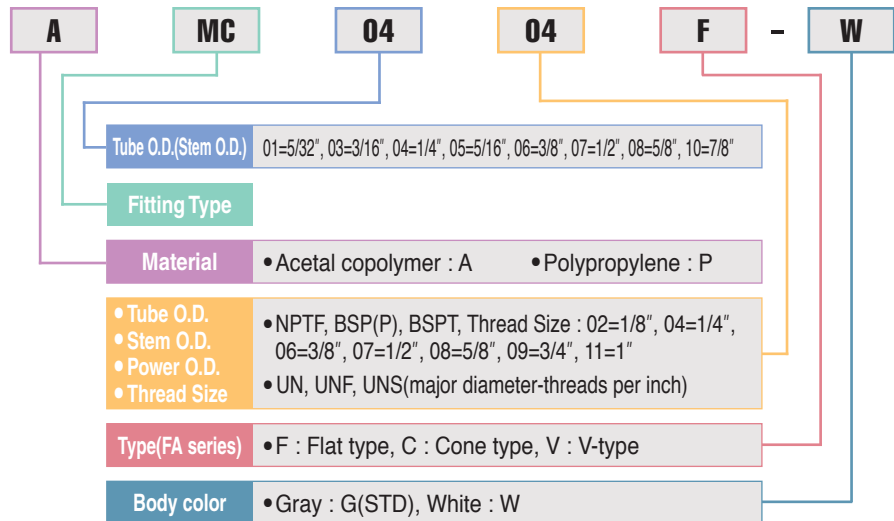 A MC 04 04 F - W
Tube O.D.(Stem O.D.) 01=5/32", 03=3/16", 04=1/4", 05=5/16", 06=3/8", 07=1/2", 08=5/8", 10=7/8"
Fitting Type
Material •Acetal copolymer : A •Polypropylene : P
•Tube O.D.
•Stem O.D.
•Power O.D.
•Thread Size
•NPTF, BSP(P), BSPT, Thread Size : 02=1/8", 04=1/4",
06=3/8", 07=1/2", 08=5/8", 09=3/4", 11=1"
•UN, UNF, UNS(major diameter-threads per inch)
Type(FA series) •F : Flat type, C : Cone type, V : V-type
Body color •Gray : G(STD), White : W